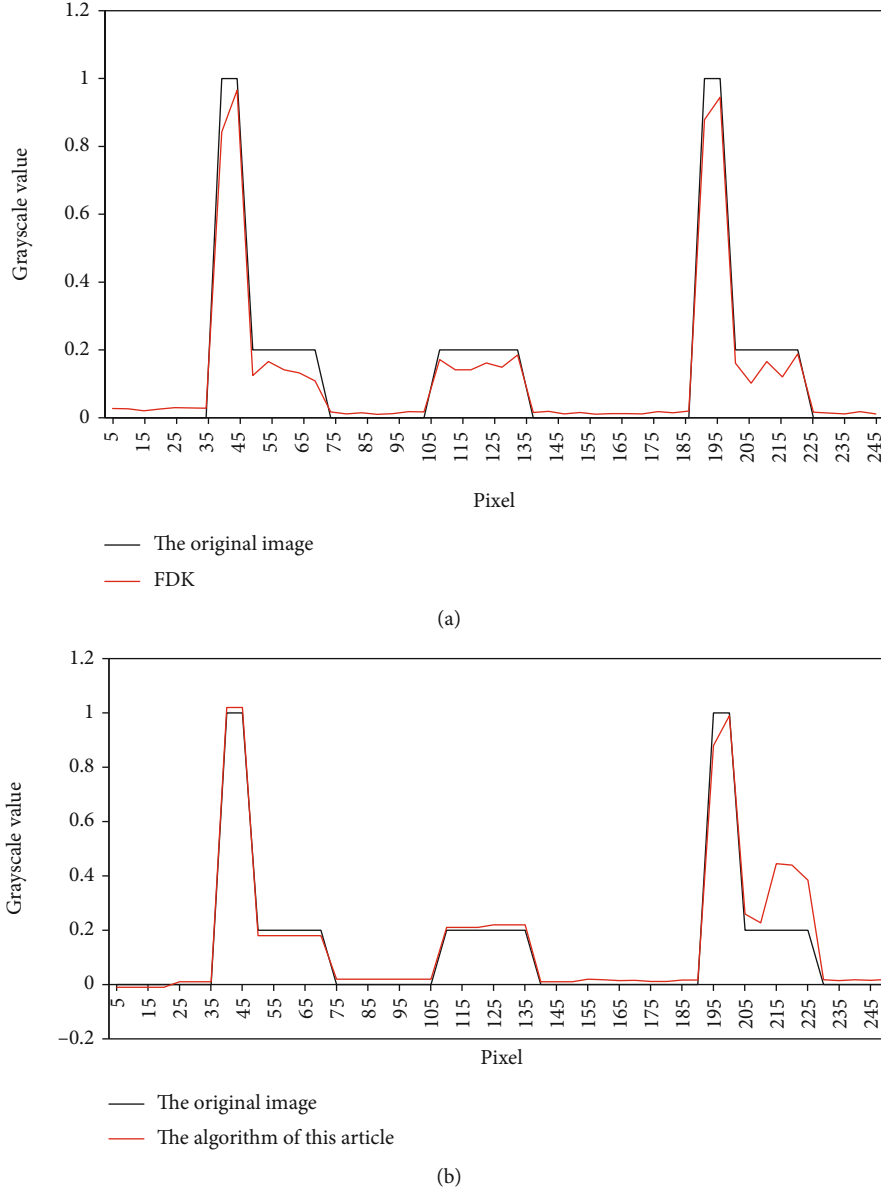 1.2
1
0.8
0.6
0.4
0.2
0
Grayscale value
5 15 25 35 45 55 65 75 85 95 105 115 125 135 145 155 165 175 185 195 205 215 225 235 245
Pixel
The original image
FDK
(a)
1.2
1
0.8
0.6
0.4
0.2
0
−0.2
Grayscale value
5 15 25 35 45 55 65 75 85 95 105 115 125 135 145 155 165 175 185 195 205 215 225 235 245
Pixel
The original image
The algorithm of this article
(b)